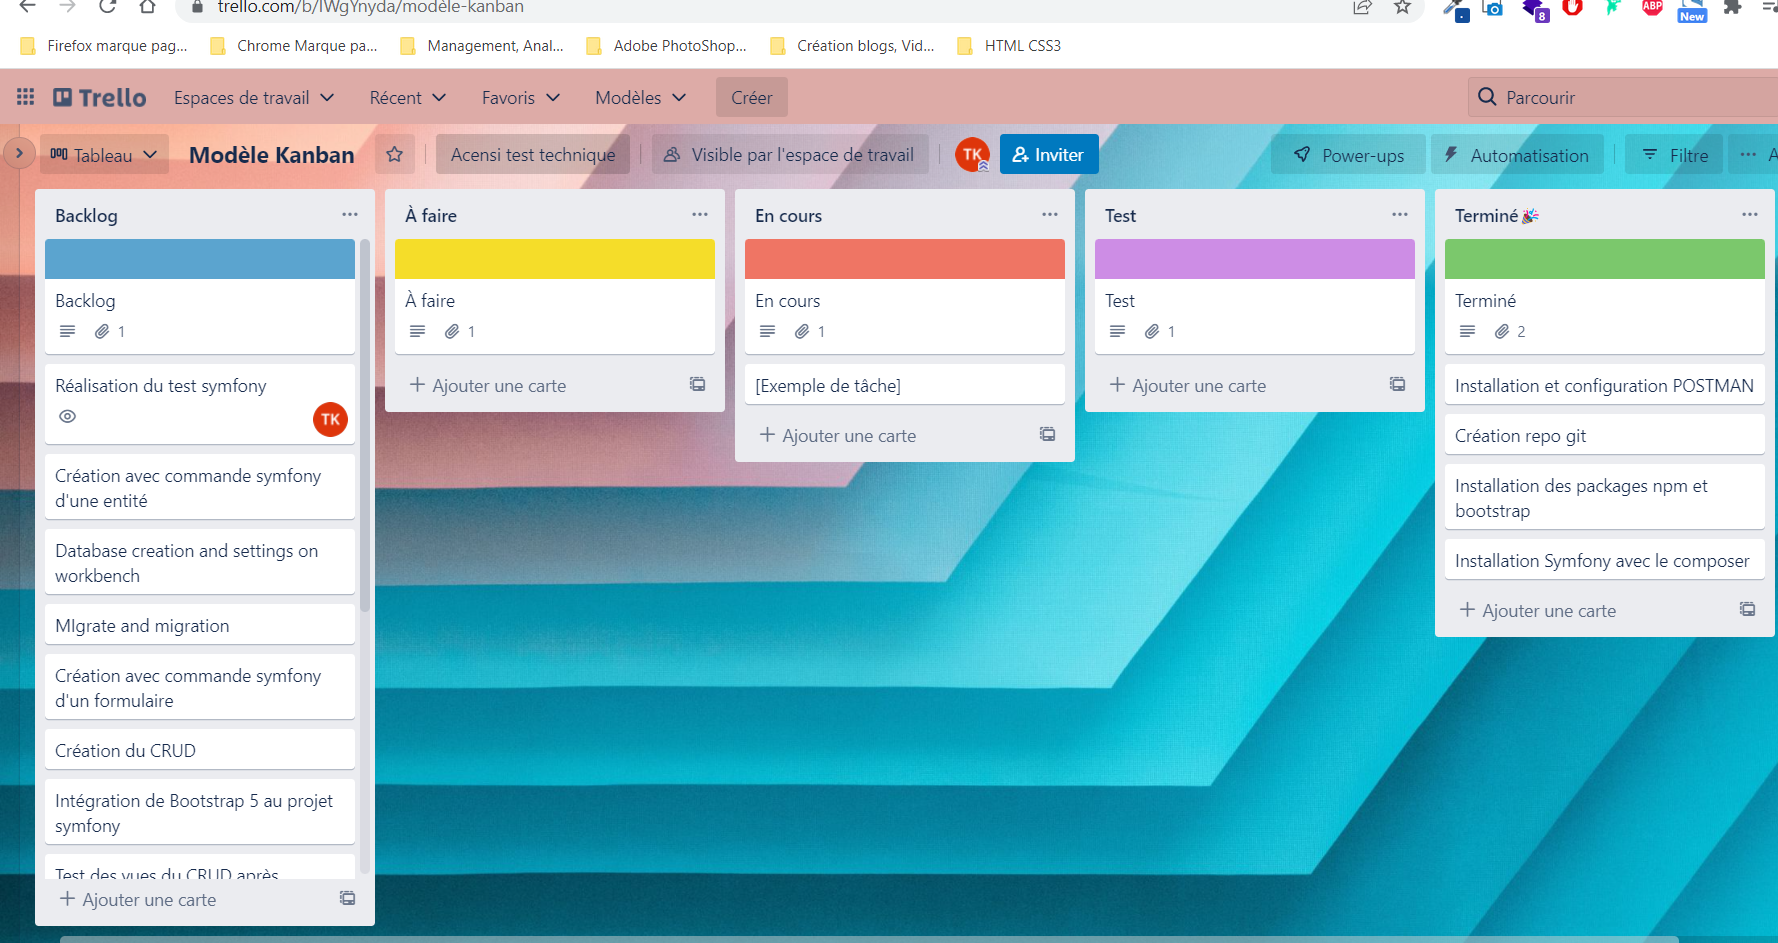 trello.com/b/IWgYnyda/modèle-kanban
8
ABP
New
Firefox marque pag...
Chrome Marque pa...
Management, Anal...
Adobe PhotoShop...
Création blogs, Vid...
HTML CSS3
Trello
Espaces de travail
Récent
Favoris
Modèles
Créer
Parcourir
Tableau
Modèle Kanban
Acensi test technique
Visible par l'espace de travail
TK
Inviter
Power-ups
Automatisation
Filtre
Backlog
Backlog
1
Réalisation du test symfony
TK
Création avec commande symfony
d'une entité
Database creation and settings on
workbench
MIgrate and migration
Création avec commande symfony
d'un formulaire
Création du CRUD
Intégration de Bootstrap 5 au projet
symfony
Test des vues du CRUD après
+ Ajouter une carte
À faire
À faire
1
+ Ajouter une carte
En cours
En cours
1
[Exemple de tâche]
+ Ajouter une carte
Test
Test
1
+ Ajouter une carte
Terminé🎉
Terminé
2
Installation et configuration POSTMAN
Création repo git
Installation des packages npm et
bootstrap
Installation Symfony avec le composer
+ Ajouter une carte